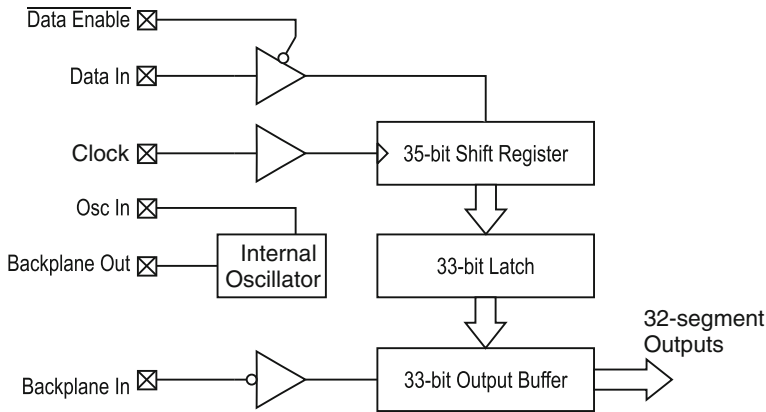 Data Enable
Data In
Clock
35-bit Shift Register
Osc In
Internal
Oscillator
Backplane Out
33-bit Latch
32-segment
Outputs
Backplane In
33-bit Output Buffer